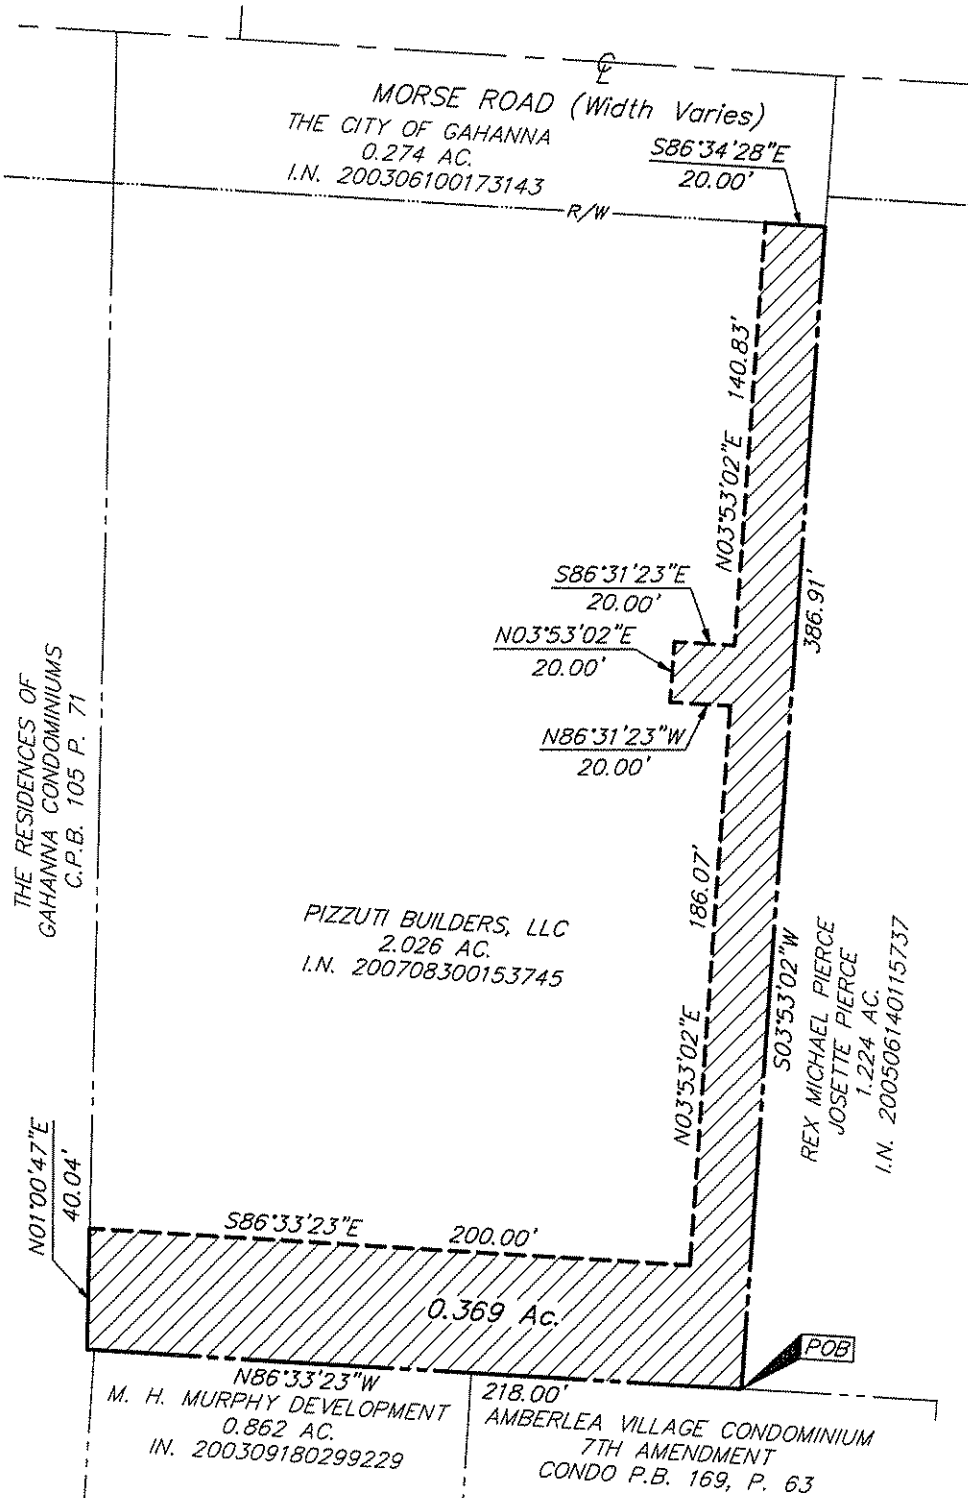 ℄
MORSE ROAD (Width Varies)
THE CITY OF GAHANNA
0.274 AC.
I.N. 200306100173143
S86°34'28"E
20.00'
R/W
N03°53'02"E 140.83'
S86°31'23"E
20.00'
N03°53'02"E
20.00'
N86°31'23"W
20.00'
386.91'
S03°53'02"W
THE RESIDENCES OF
GAHANNA CONDOMINIUMS
C.P.B. 105 P. 71
PIZZUTI BUILDERS, LLC
2.026 AC.
I.N. 200708300153745
N03°53'02"E 186.07'
REX MICHAEL PIERCE
JOSETTE PIERCE
1.224 AC.
I.N. 200506140115737
N01°00'47"E
40.04'
S86°33'23"E 200.00'
0.369 Ac.
POB
N86°33'23"W 218.00'
M. H. MURPHY DEVELOPMENT
0.862 AC.
IN. 200309180299229
AMBERLEA VILLAGE CONDOMINIUM
7TH AMENDMENT
CONDO P.B. 169, P. 63